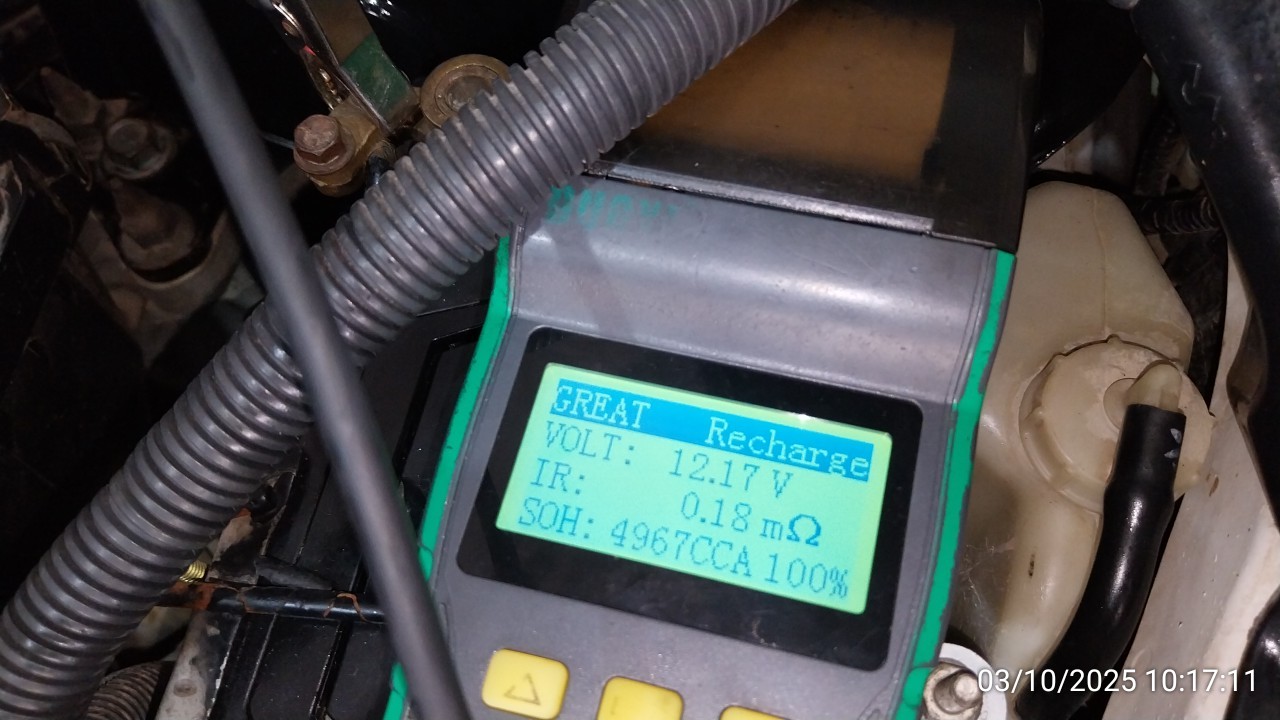 GREAT Recharge
VOLT: 12.17 V
IR: 0.18 mΩ
SOH: 4967CCA 100%
03/10/2025 10:17:11